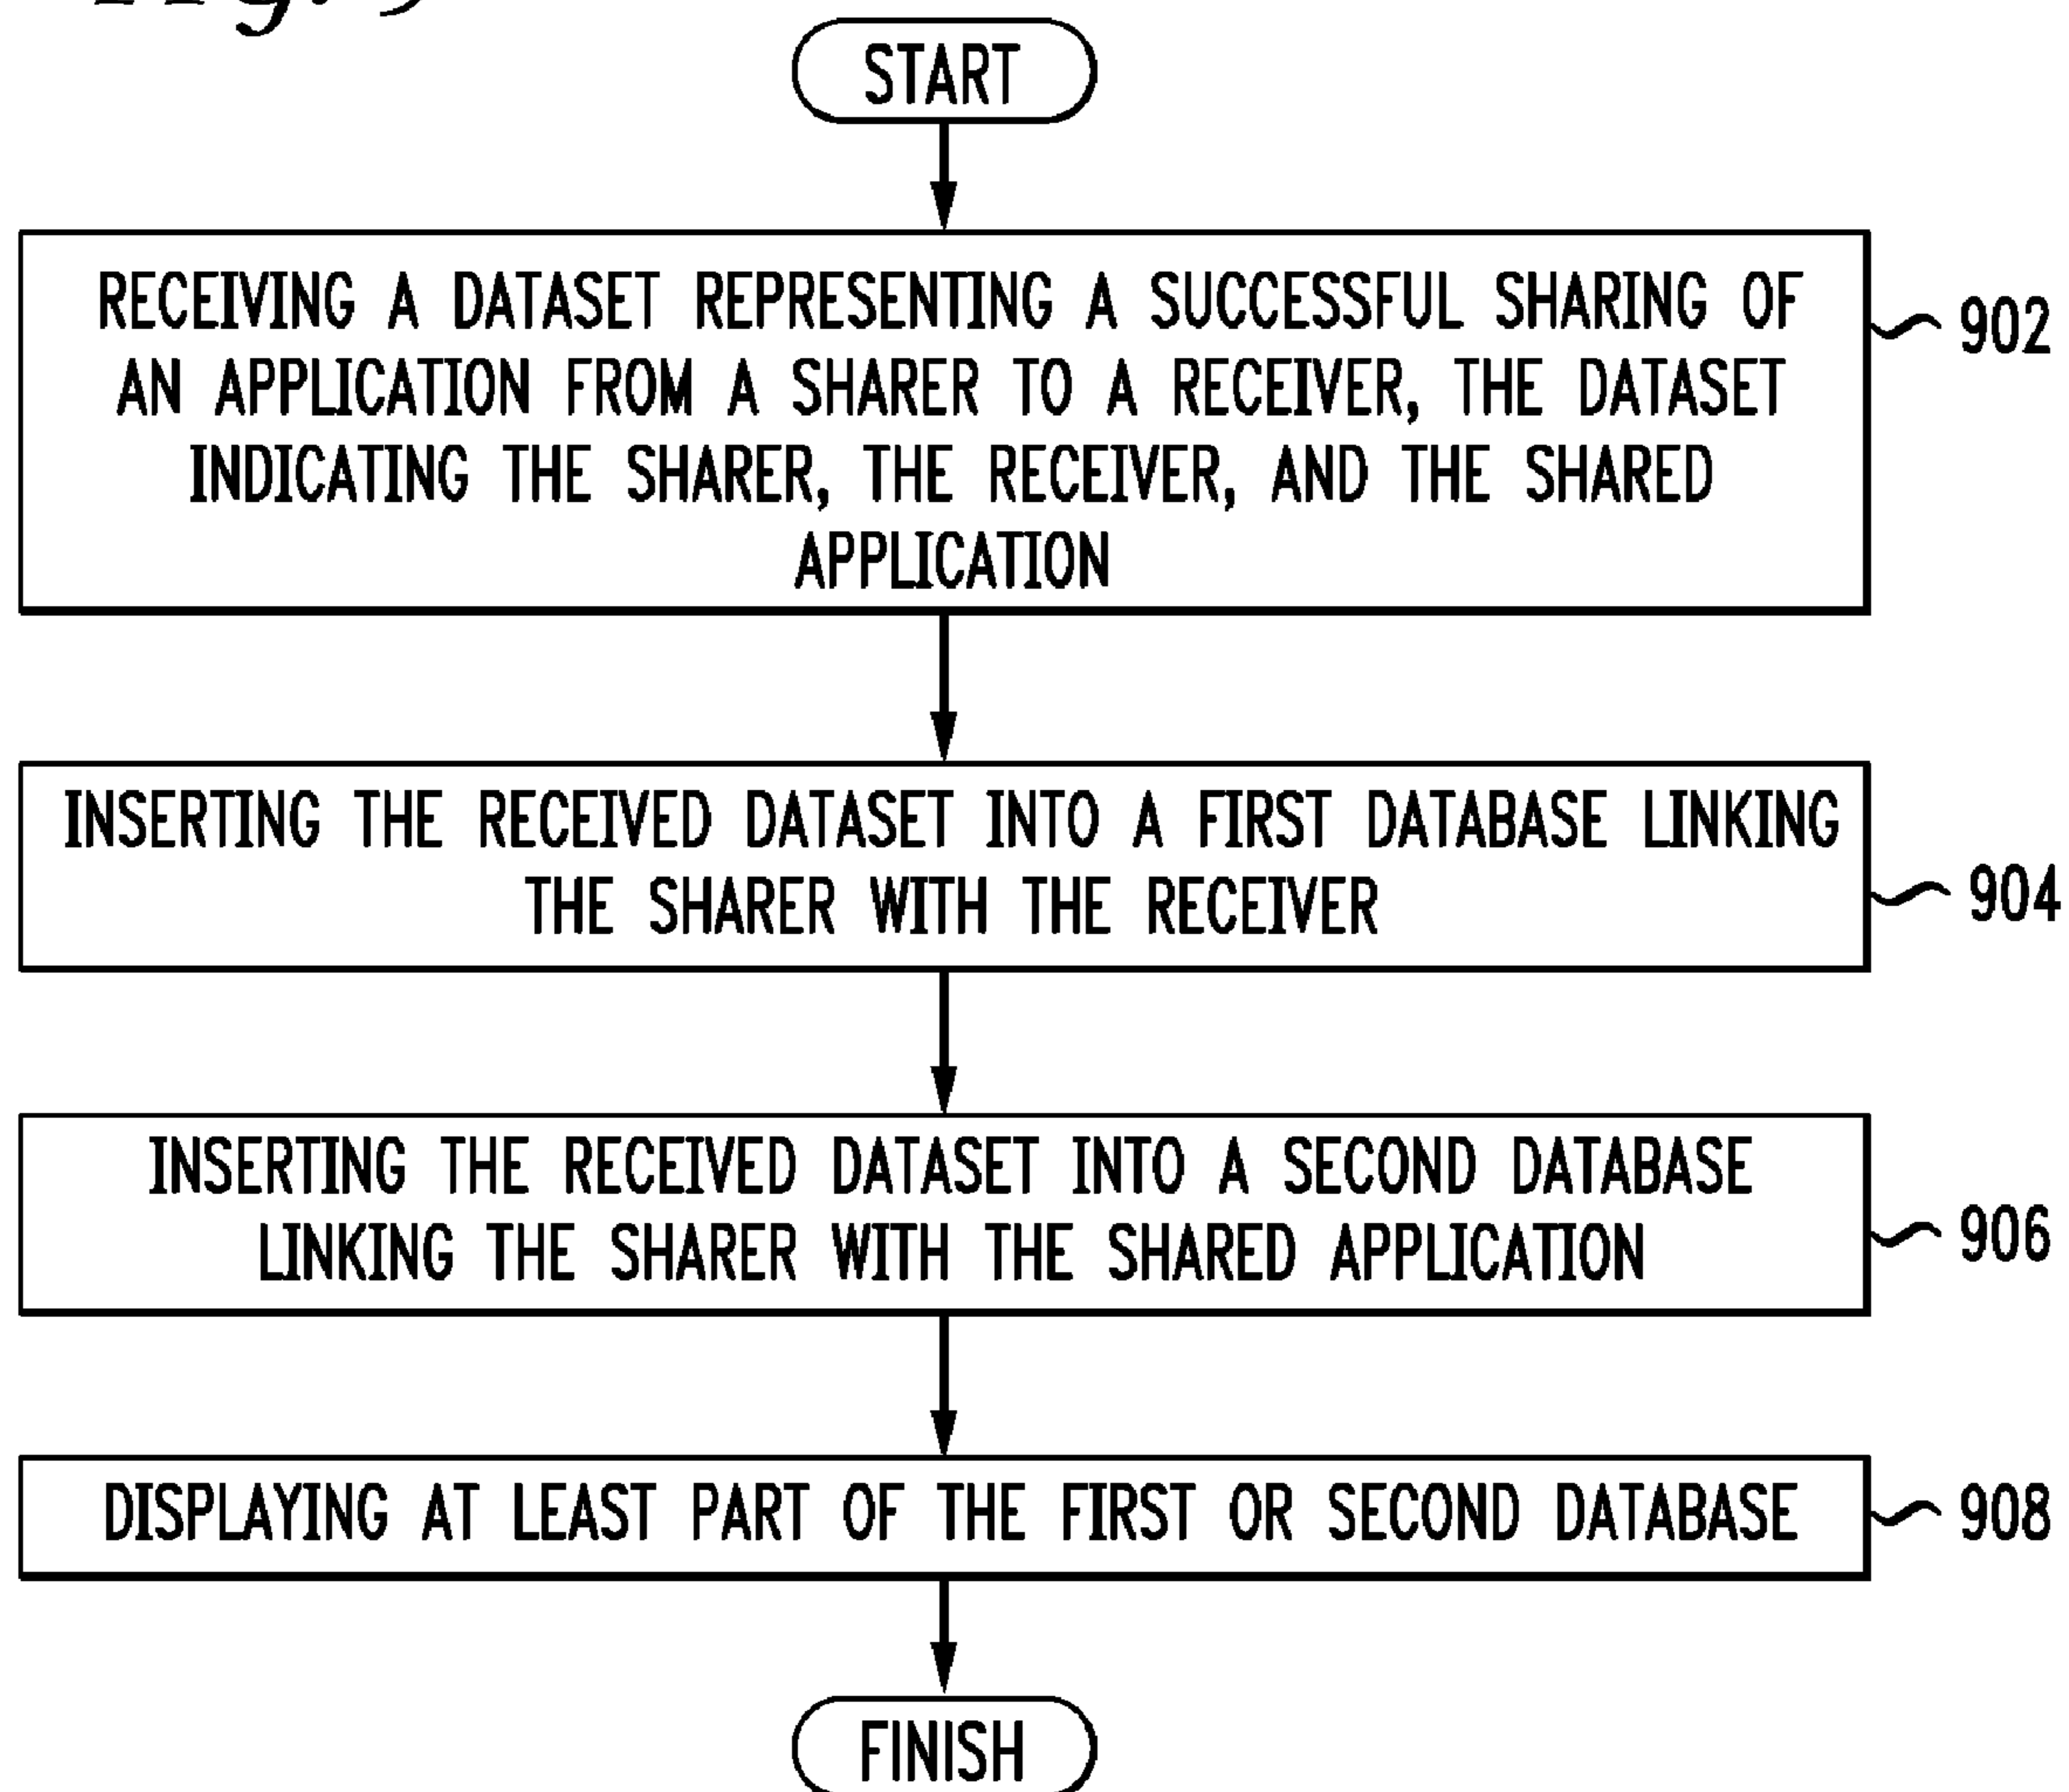 START
RECEIVING A DATASET REPRESENTING A SUCCESSFUL SHARING OF
AN APPLICATION FROM A SHARER TO A RECEIVER, THE DATASET
INDICATING THE SHARER, THE RECEIVER, AND THE SHARED
APPLICATION
902
INSERTING THE RECEIVED DATASET INTO A FIRST DATABASE LINKING
THE SHARER WITH THE RECEIVER
904
INSERTING THE RECEIVED DATASET INTO A SECOND DATABASE
LINKING THE SHARER WITH THE SHARED APPLICATION
906
DISPLAYING AT LEAST PART OF THE FIRST OR SECOND DATABASE
908
FINISH